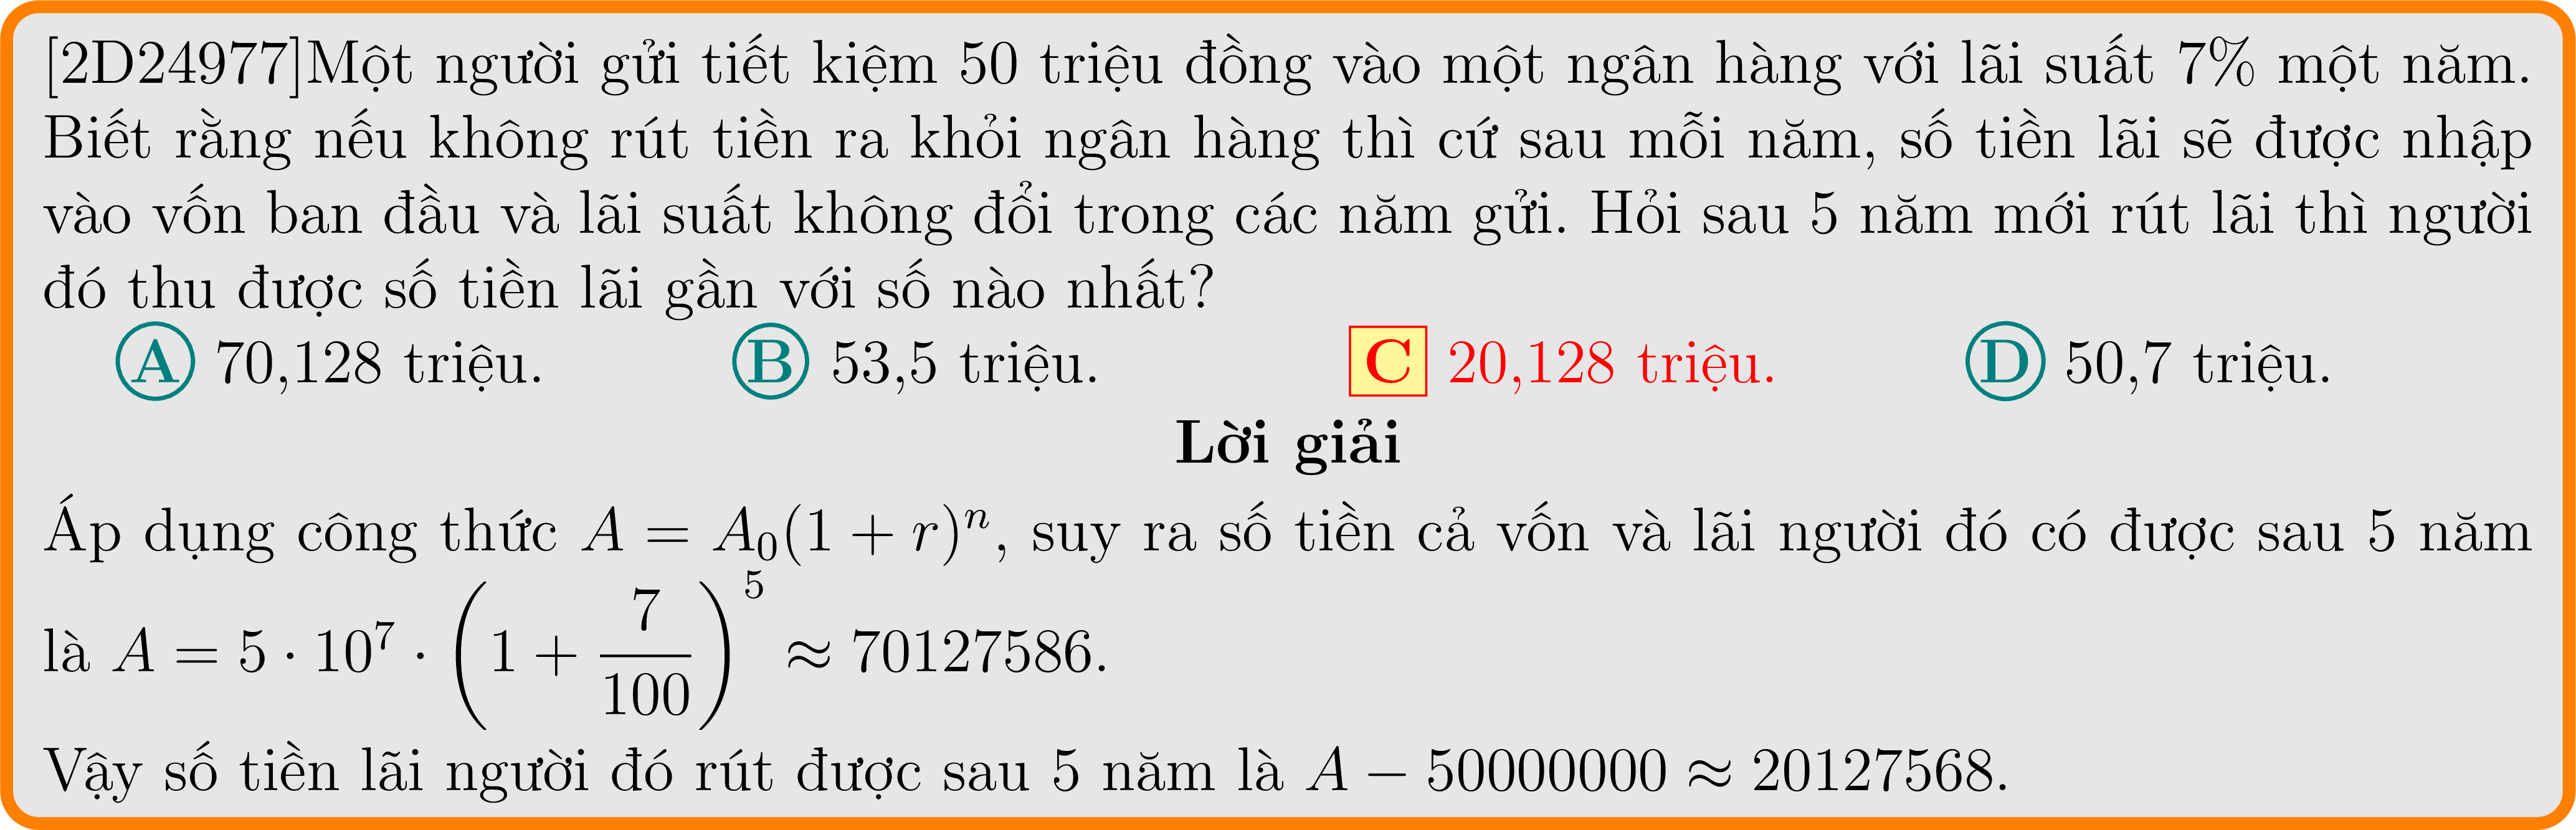 [2D24977]Một người gửi tiết kiệm 50 triệu đồng vào một ngân hàng với lãi suất 7% một năm.
Biết rằng nếu không rút tiền ra khỏi ngân hàng thì cứ sau mỗi năm, số tiền lãi sẽ được nhập
vào vốn ban đầu và lãi suất không đổi trong các năm gửi. Hỏi sau 5 năm mới rút lãi thì người
đó thu được số tiền lãi gần với số nào nhất?
A 70,128 triệu. B 53,5 triệu. C 20,128 triệu. D 50,7 triệu.
Lời giải
Áp dụng công thức $A = A_0(1 + r)^n$, suy ra số tiền cả vốn và lãi người đó có được sau 5 năm
là $A = 5 \cdot 10^7 \cdot \left(1 + \dfrac{7}{100}\right)^5 \approx 70127586$.
Vậy số tiền lãi người đó rút được sau 5 năm là $A - 50000000 \approx 20127568$.